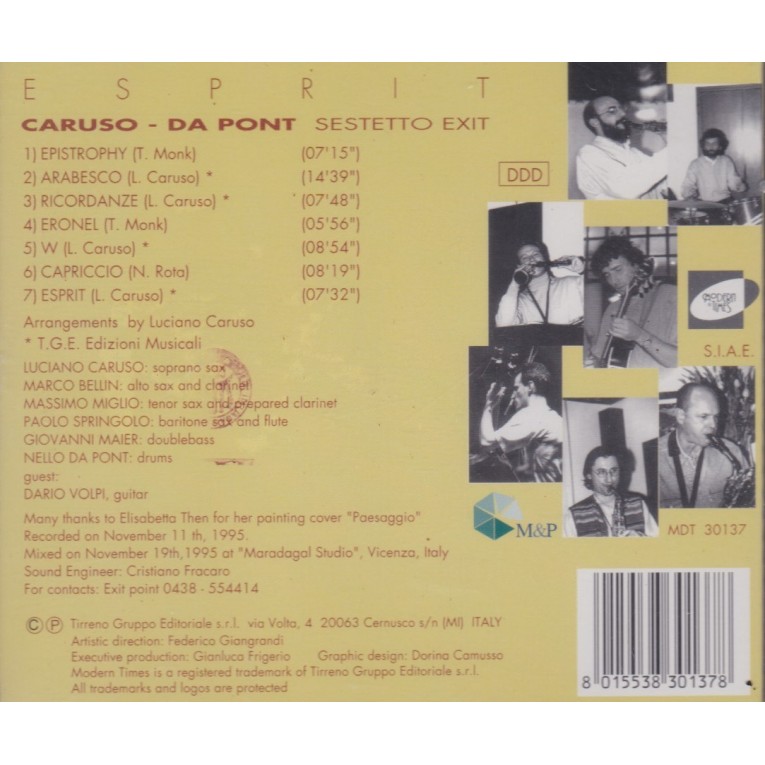 ESPRIT
CARUSO - DA PONT SESTETTO EXIT
1) EPISTROPHY (T. Monk) (07'15")
2) ARABESCO (L. Caruso) * (14'39")
3) RICORDANZE (L. Caruso) * (07'48")
4) ERONEL (T. Monk) (05'56")
5) W (L. Caruso) * (08'54")
6) CAPRICCIO (N. Rota) (08'19")
7) ESPRIT (L. Caruso) * (07'32")
Arrangements by Luciano Caruso
* T.G.E. Edizioni Musicali
LUCIANO CARUSO: soprano sax
MARCO BELLIN: alto sax and clarinet
MASSIMO MIGLIO: tenor sax and prepared clarinet
PAOLO SPRINGOLO: baritone sax and flute
GIOVANNI MAIER: doublebass
NELLO DA PONT: drums
guest:
DARIO VOLPI, guitar
Many thanks to Elisabetta Then for her painting cover "Paesaggio"
Recorded on November 11 th, 1995.
Mixed on November 19th,1995 at "Maradagal Studio", Vicenza, Italy
Sound Engineer: Cristiano Fracaro
For contacts: Exit point 0438 - 554414
DDD
MODERN TIMES
S.I.A.E.
M&P
MDT 30137
© ℗ Tirreno Gruppo Editoriale s.r.l. via Volta, 4 20063 Cernusco s/n (MI) ITALY
Artistic direction: Federico Giangrandi
Executive production: Gianluca Frigerio Graphic design: Dorina Camusso
Modern Times is a registered trademark of Tirreno Gruppo Editoriale s.r.l.
All trademarks and logos are protected
8 015538 301378